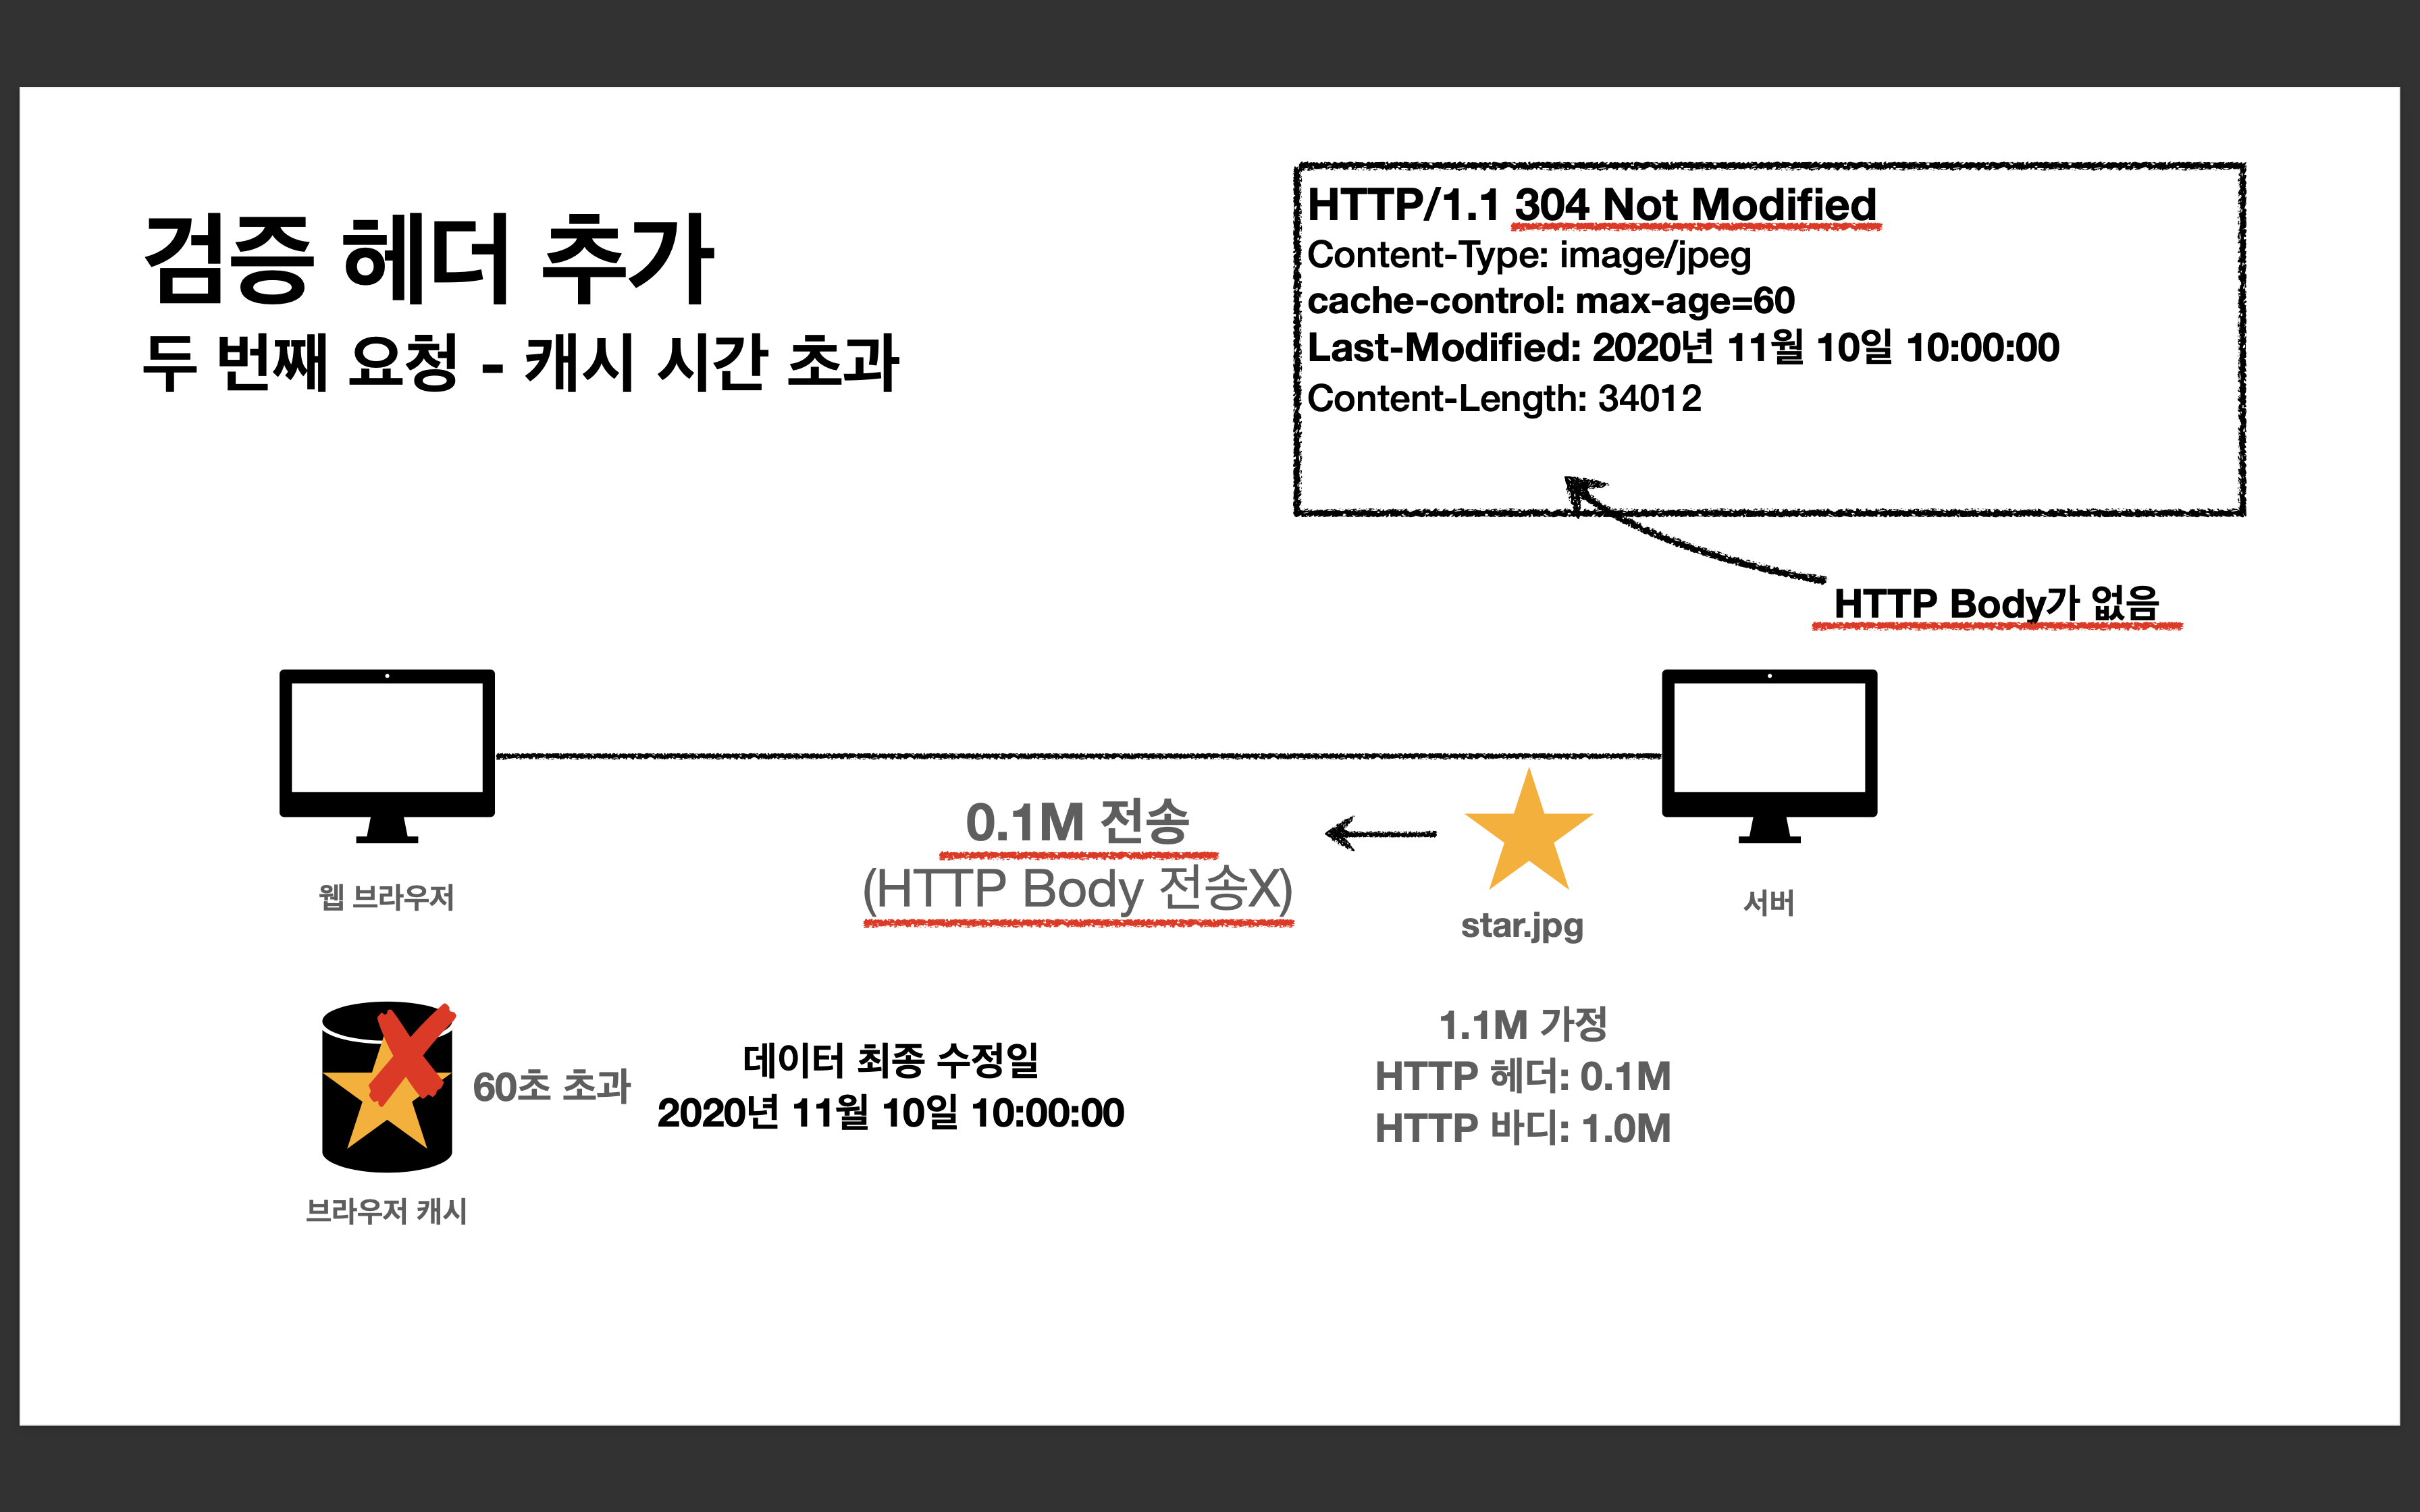 검증 헤더 추가
두 번째 요청 - 캐시 시간 초과
HTTP/1.1 304 Not Modified
Content-Type: image/jpeg
cache-control: max-age=60
Last-Modified: 2020년 11월 10일 10:00:00
Content-Length: 34012
HTTP Body가 없음
0.1M 전송
(HTTP Body 전송X)
웹 브라우저
star.jpg
서버
60초 초과
데이터 최종 수정일
2020년 11월 10일 10:00:00
1.1M 가정
HTTP 헤더: 0.1M
HTTP 바디: 1.0M
브라우저 캐시